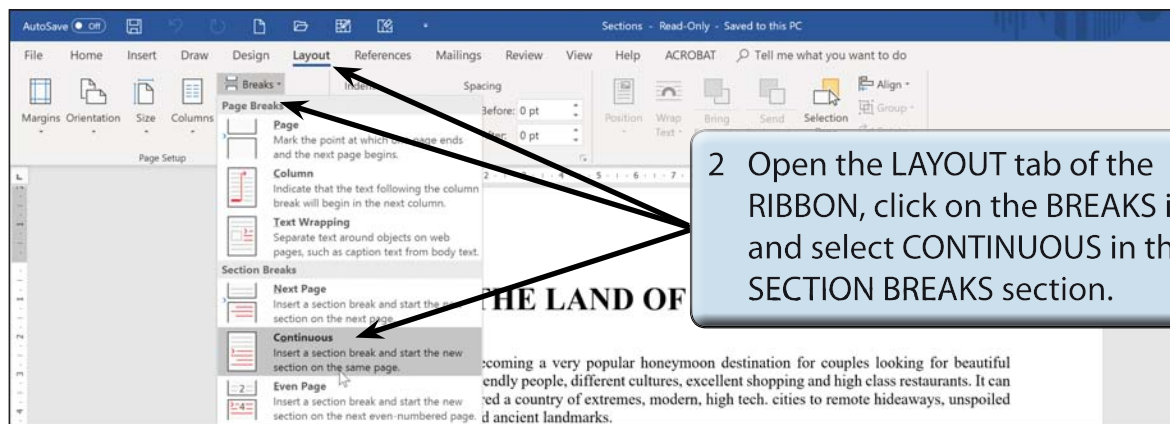 AutoSave Off Sections - Read-Only - Saved to this PC
File Home Insert Draw Design Layout References Mailings Review View Help ACROBAT Tell me what you want to do
Breaks Spacing Align
Margins Orientation Size Columns Before: 0 pt Position Wrap Bring Send Selection Group
Text
After: 0 pt
Page Setup
Page Breaks
Page
Mark the point at which one page ends
and the next page begins.
Column
Indicate that the text following the column
break will begin in the next column.
Text Wrapping
Separate text around objects on web
pages, such as caption text from body text.
Section Breaks
Next Page
Insert a section break and start the
section on the next page.
Continuous
Insert a section break and start the new
section on the same page.
Even Page
Insert a section break and start the new
section on the next even-numbered page.
2 Open the LAYOUT tab of the
RIBBON, click on the BREAKS
and select CONTINUOUS in
SECTION BREAKS section.
THE LAND OF
a very popular honeymoon destination for couples looking for beautiful
people, different cultures, excellent shopping and high class restaurants. It can
a country of extremes, modern, high tech. cities to remote hideaways, unspoiled
ancient landmarks.